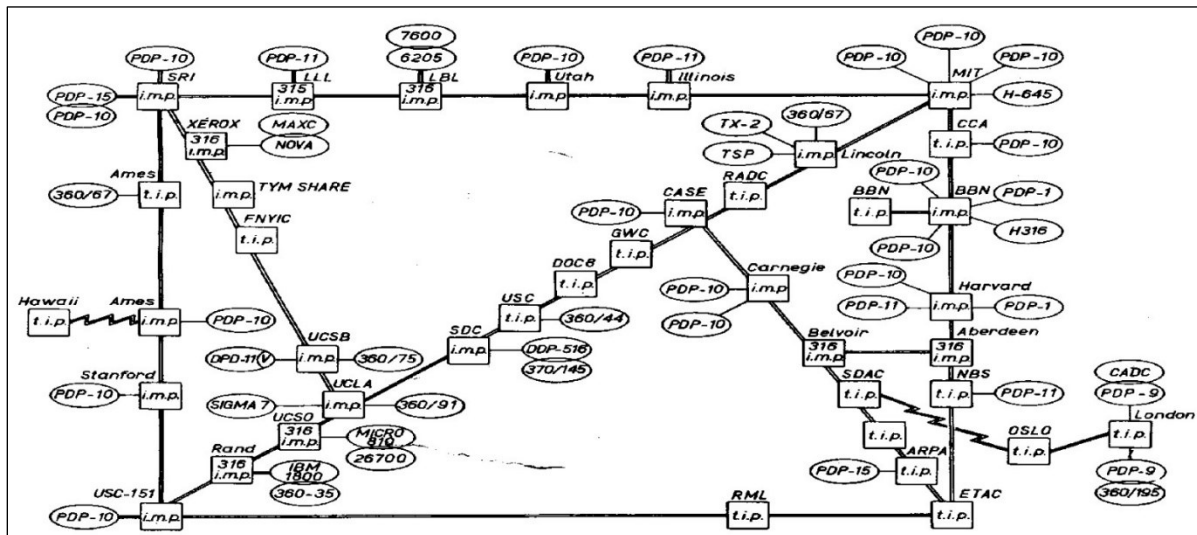 PDP-10
SRI
i.m.p.
PDP-15
PDP-10
PDP-11
LLL
315
i.m.p.
7600
6205
LBL
316
i.m.p.
PDP-10
Utah
i.m.p.
PDP-11
Illinois
i.m.p.
PDP-10
PDP-10
PDP-10
MIT
i.m.p.
H-645
XEROX
316
i.m.p.
MAXC
NOVA
TX-2
360/67
TSP
i.m.p.
Lincoln
CCA
t.i.p.
PDP-10
Ames
360/67
t.i.p.
i.m.p.
TYM SHARE
FNYIC
t.i.p.
CASE
PDP-10
i.m.p.
RADC
t.i.p.
BBN
t.i.p.
PDP-10
BBN
i.m.p.
PDP-1
H316
PDP-10
GWC
t.i.p.
DOCB
t.i.p.
USC
t.i.p.
360/44
Carnegie
PDP-10
i.m.p.
PDP-10
PDP-10
Harvard
PDP-11
i.m.p.
PDP-1
Hawaii
t.i.p.
Ames
i.m.p.
PDP-10
SDC
i.m.p.
DDP-516
370/145
Belvoir
316
i.m.p.
Aberdeen
316
i.m.p.
UCSB
DPD-11 V
i.m.p.
360/75
Stanford
PDP-10
i.m.p.
UCLA
SIGMA 7
i.m.p.
360/91
SDAC
t.i.p.
NBS
t.i.p.
PDP-11
CADC
PDP-9
London
t.i.p.
PDP-9
360/195
OSLO
t.i.p.
UCSO
316
i.m.p.
MICRO
810
26700
t.i.p.
Rand
316
i.m.p.
IBM
1800
360-35
ARPA
PDP-15
t.i.p.
USC-151
PDP-10
i.m.p.
RML
t.i.p.
ETAC
t.i.p.